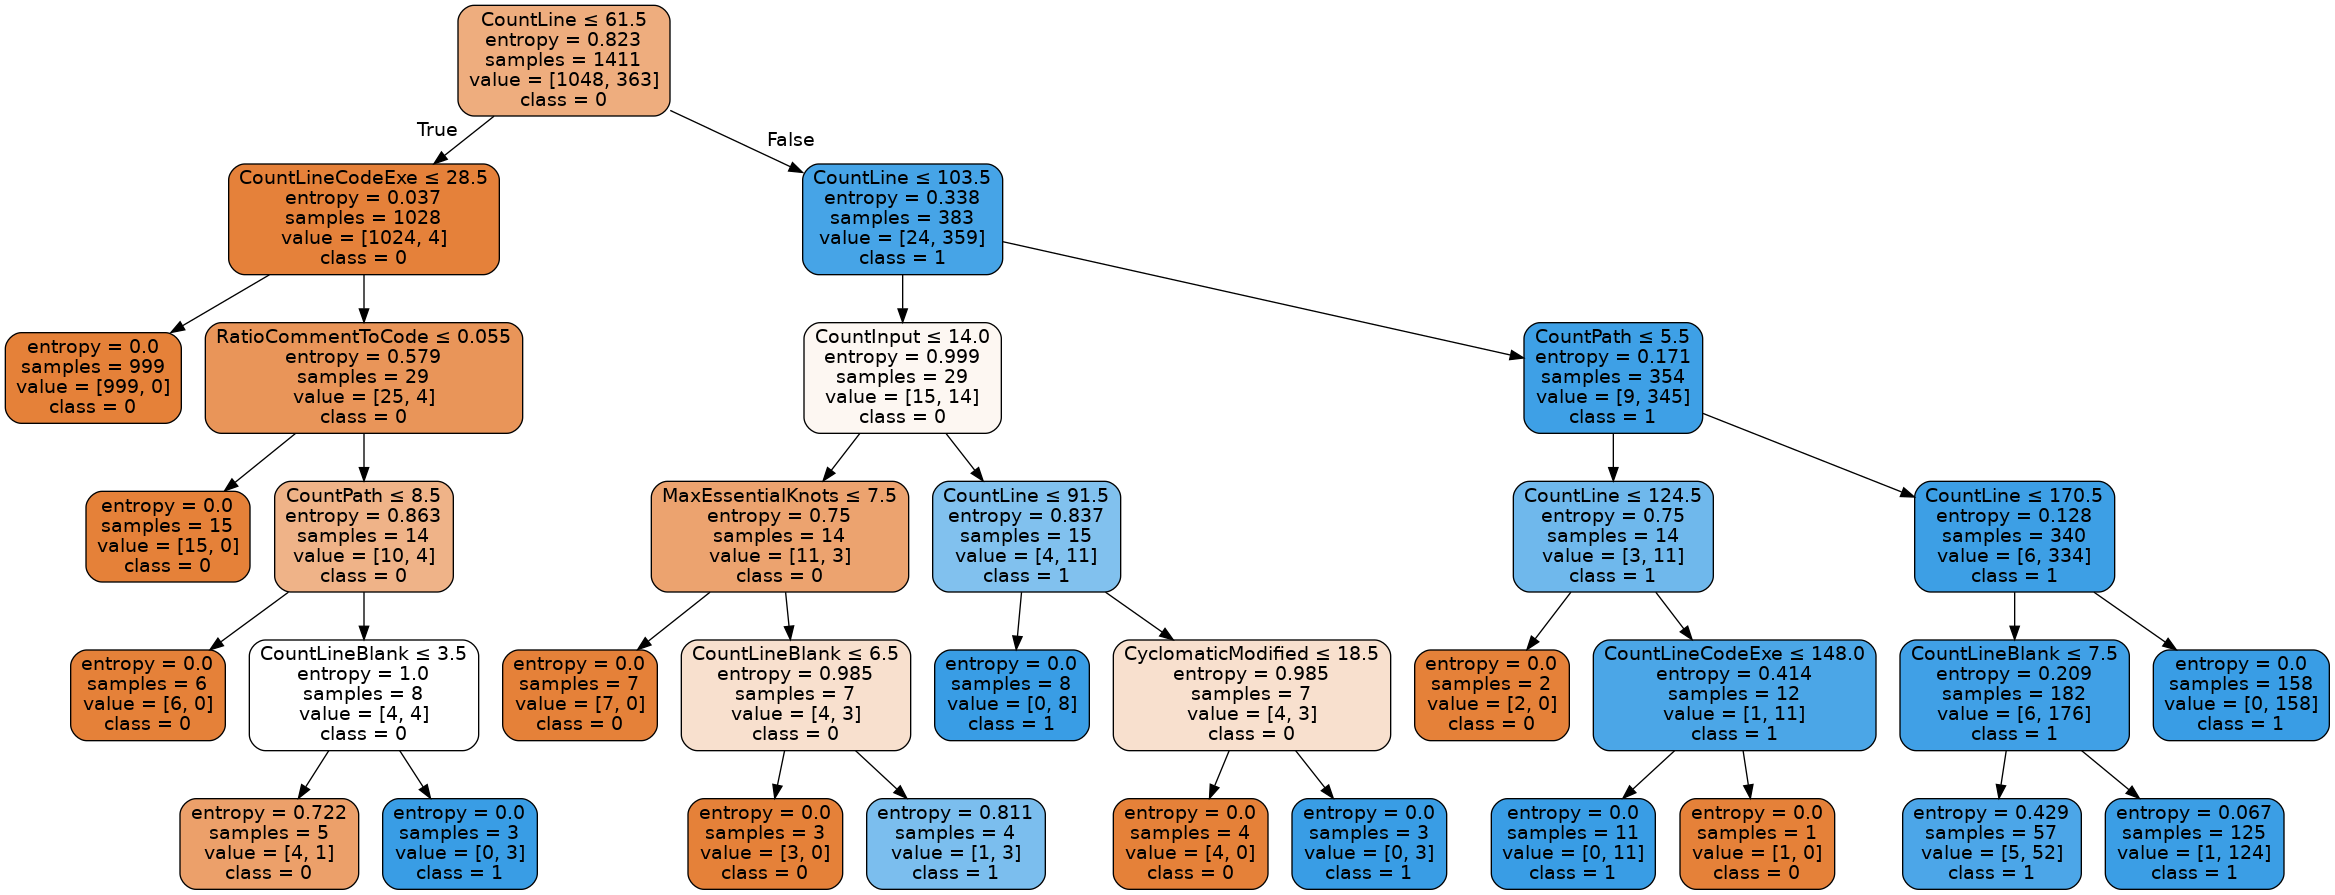 CountLine ≤ 61.5
entropy = 0.823
samples = 1411
value = [1048, 363]
class = 0
True
False
CountLineCodeExe ≤ 28.5
entropy = 0.037
samples = 1028
value = [1024, 4]
class = 0
CountLine ≤ 103.5
entropy = 0.338
samples = 383
value = [24, 359]
class = 1
entropy = 0.0
samples = 999
value = [999, 0]
class = 0
RatioCommentToCode ≤ 0.055
entropy = 0.579
samples = 29
value = [25, 4]
class = 0
CountInput ≤ 14.0
entropy = 0.999
samples = 29
value = [15, 14]
class = 0
CountPath ≤ 5.5
entropy = 0.171
samples = 354
value = [9, 345]
class = 1
entropy = 0.0
samples = 15
value = [15, 0]
class = 0
CountPath ≤ 8.5
entropy = 0.863
samples = 14
value = [10, 4]
class = 0
MaxEssentialKnots ≤ 7.5
entropy = 0.75
samples = 14
value = [11, 3]
class = 0
CountLine ≤ 91.5
entropy = 0.837
samples = 15
value = [4, 11]
class = 1
CountLine ≤ 124.5
entropy = 0.75
samples = 14
value = [3, 11]
class = 1
CountLine ≤ 170.5
entropy = 0.128
samples = 340
value = [6, 334]
class = 1
entropy = 0.0
samples = 6
value = [6, 0]
class = 0
CountLineBlank ≤ 3.5
entropy = 1.0
samples = 8
value = [4, 4]
class = 0
entropy = 0.0
samples = 7
value = [7, 0]
class = 0
CountLineBlank ≤ 6.5
entropy = 0.985
samples = 7
value = [4, 3]
class = 0
entropy = 0.0
samples = 8
value = [0, 8]
class = 1
CyclomaticModified ≤ 18.5
entropy = 0.985
samples = 7
value = [4, 3]
class = 0
entropy = 0.0
samples = 2
value = [2, 0]
class = 0
CountLineCodeExe ≤ 148.0
entropy = 0.414
samples = 12
value = [1, 11]
class = 1
CountLineBlank ≤ 7.5
entropy = 0.209
samples = 182
value = [6, 176]
class = 1
entropy = 0.0
samples = 158
value = [0, 158]
class = 1
entropy = 0.722
samples = 5
value = [4, 1]
class = 0
entropy = 0.0
samples = 3
value = [0, 3]
class = 1
entropy = 0.0
samples = 3
value = [3, 0]
class = 0
entropy = 0.811
samples = 4
value = [1, 3]
class = 1
entropy = 0.0
samples = 4
value = [4, 0]
class = 0
entropy = 0.0
samples = 3
value = [0, 3]
class = 1
entropy = 0.0
samples = 11
value = [0, 11]
class = 1
entropy = 0.0
samples = 1
value = [1, 0]
class = 0
entropy = 0.429
samples = 57
value = [5, 52]
class = 1
entropy = 0.067
samples = 125
value = [1, 124]
class = 1